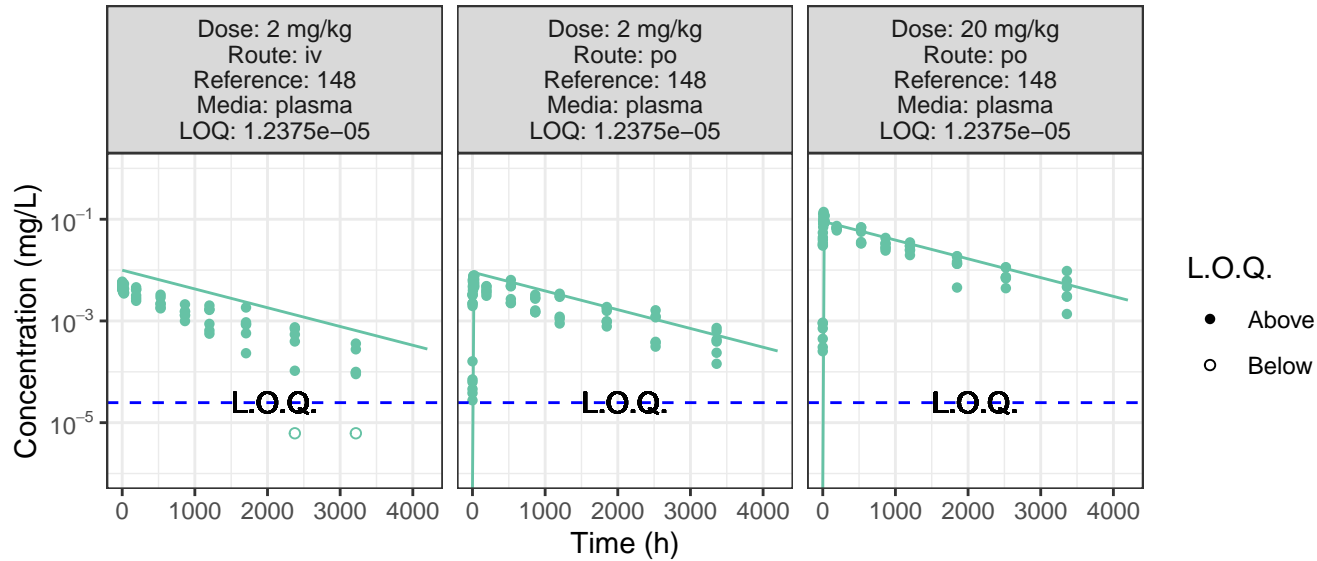 Dose: 2 mg/kg
Route: iv
Reference: 148
Media: plasma
LOQ: 1.2375e−05
Dose: 2 mg/kg
Route: po
Reference: 148
Media: plasma
LOQ: 1.2375e−05
Dose: 20 mg/kg
Route: po
Reference: 148
Media: plasma
LOQ: 1.2375e−05
Concentration (mg/L)
10⁻¹
10⁻³
10⁻⁵
L.O.Q.
L.O.Q.
L.O.Q.
0 1000 2000 3000 4000
0 1000 2000 3000 4000
0 1000 2000 3000 4000
Time (h)
L.O.Q.
Above
Below